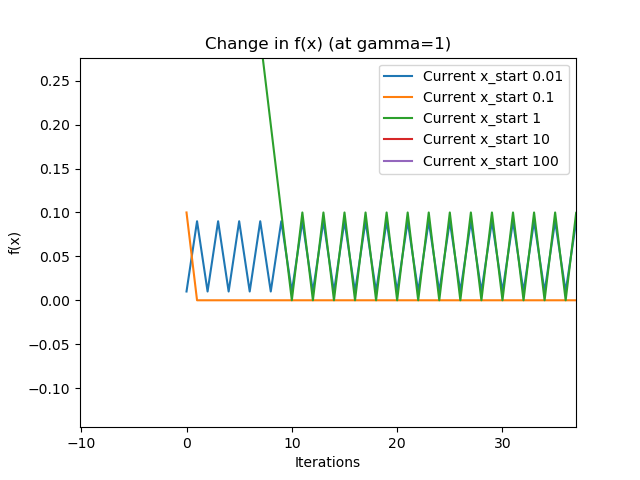 Change in f(x) (at gamma=1)
Current x_start 0.01
Current x_start 0.1
Current x_start 1
Current x_start 10
Current x_start 100
0.25
0.20
0.15
0.10
0.05
0.00
−0.05
−0.10
f(x)
−10
0
10
20
30
Iterations